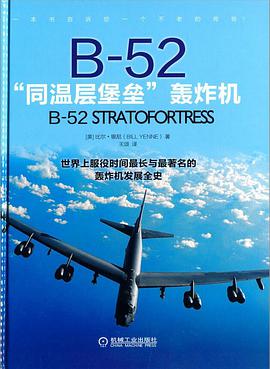 一本书告诉你一个不老的传奇！
B-52
“同温层堡垒”轰炸机
B-52 STRATOFORTRESS
[美]比尔·耶尼（BILL YENNE）著
王颂 译
世界上服役时间最长与最著名的
轰炸机发展全史
机械工业出版社
CHINA MACHINE PRESS